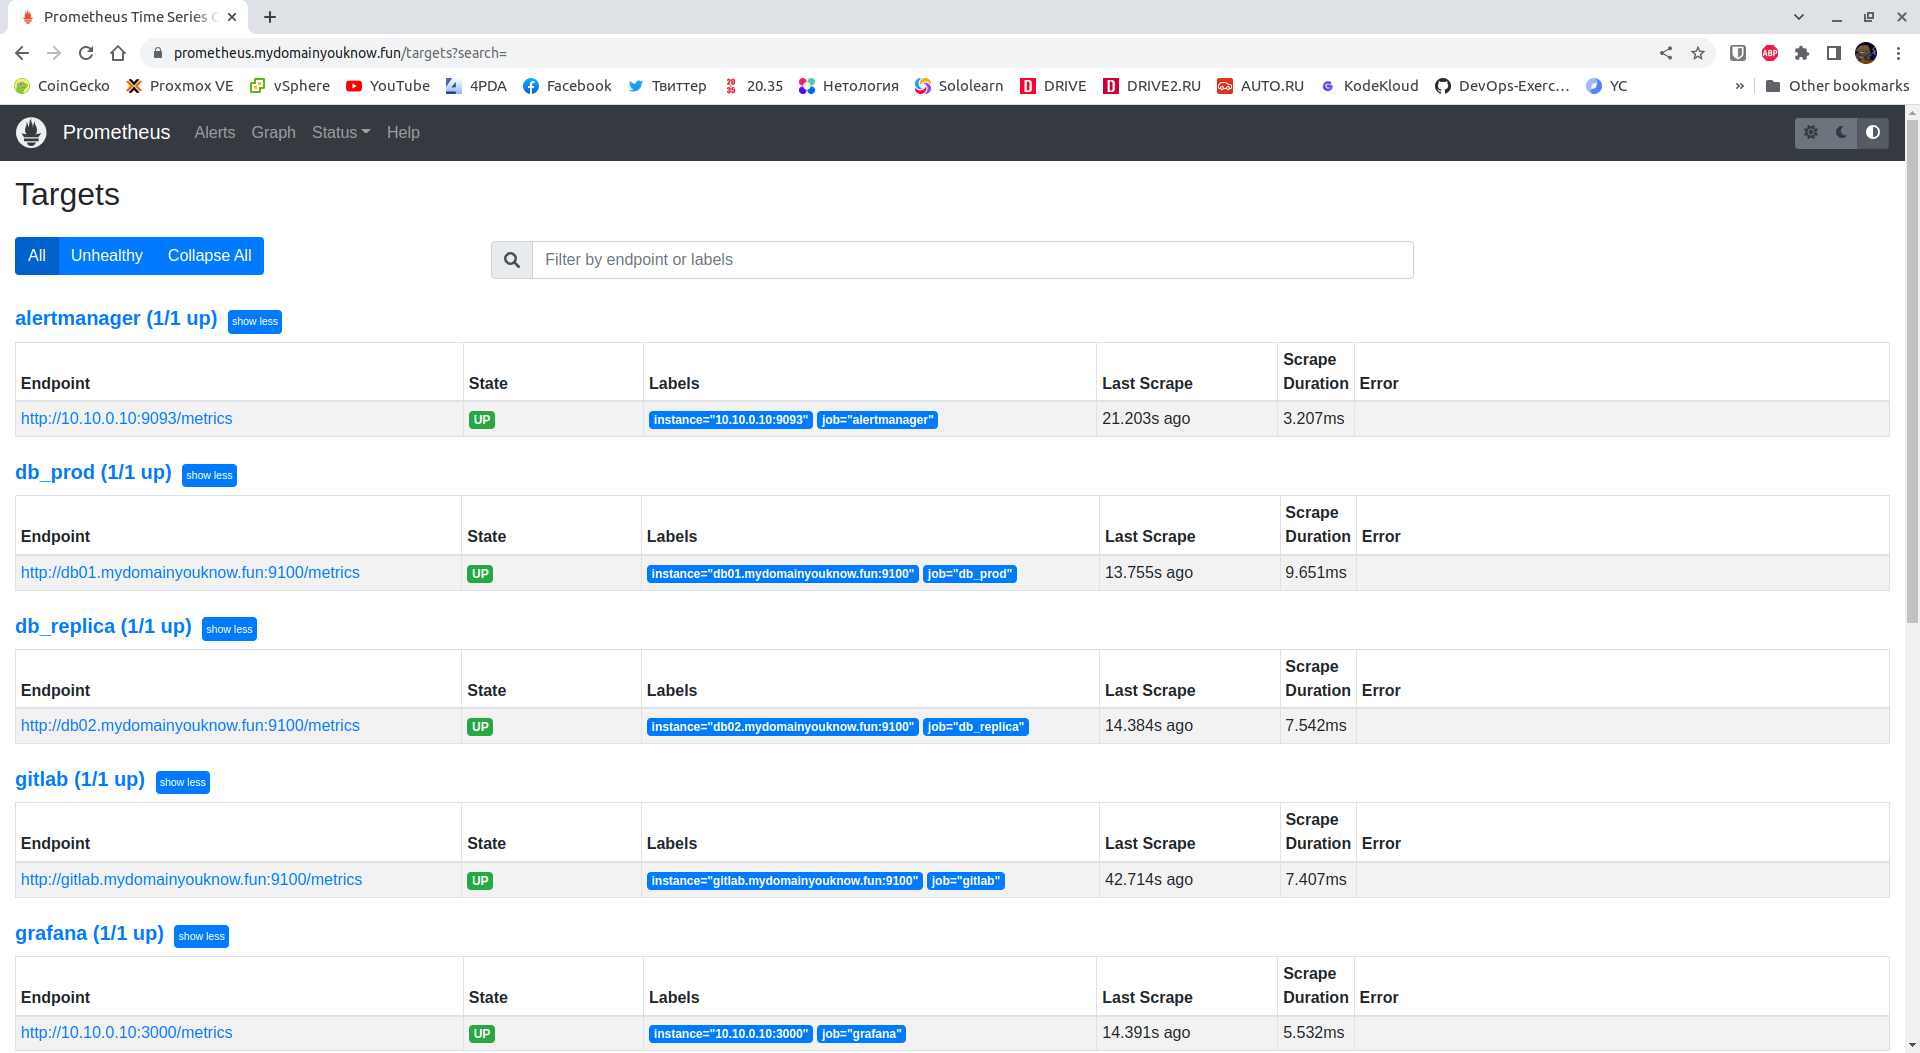 Prometheus Time Series C
prometheus.mydomainyouknow.fun/targets?search=
ABP
CoinGecko Proxmox VE vSphere YouTube 4PDA Facebook Твиттер 20 35 20.35 Нетология Sololearn D DRIVE D DRIVE2.RU AUTO.RU G KodeKloud DevOps-Exerc… YC » Other bookmarks
Prometheus Alerts Graph Status Help
Targets
All Unhealthy Collapse All Filter by endpoint or labels
alertmanager (1/1 up) show less
Endpoint State Labels Last Scrape Scrape Duration Error
http://10.10.0.10:9093/metrics UP instance="10.10.0.10:9093" job="alertmanager" 21.203s ago 3.207ms
db_prod (1/1 up) show less
Endpoint State Labels Last Scrape Scrape Duration Error
http://db01.mydomainyouknow.fun:9100/metrics UP instance="db01.mydomainyouknow.fun:9100" job="db_prod" 13.755s ago 9.651ms
db_replica (1/1 up) show less
Endpoint State Labels Last Scrape Scrape Duration Error
http://db02.mydomainyouknow.fun:9100/metrics UP instance="db02.mydomainyouknow.fun:9100" job="db_replica" 14.384s ago 7.542ms
gitlab (1/1 up) show less
Endpoint State Labels Last Scrape Scrape Duration Error
http://gitlab.mydomainyouknow.fun:9100/metrics UP instance="gitlab.mydomainyouknow.fun:9100" job="gitlab" 42.714s ago 7.407ms
grafana (1/1 up) show less
Endpoint State Labels Last Scrape Scrape Duration Error
http://10.10.0.10:3000/metrics UP instance="10.10.0.10:3000" job="grafana" 14.391s ago 5.532ms